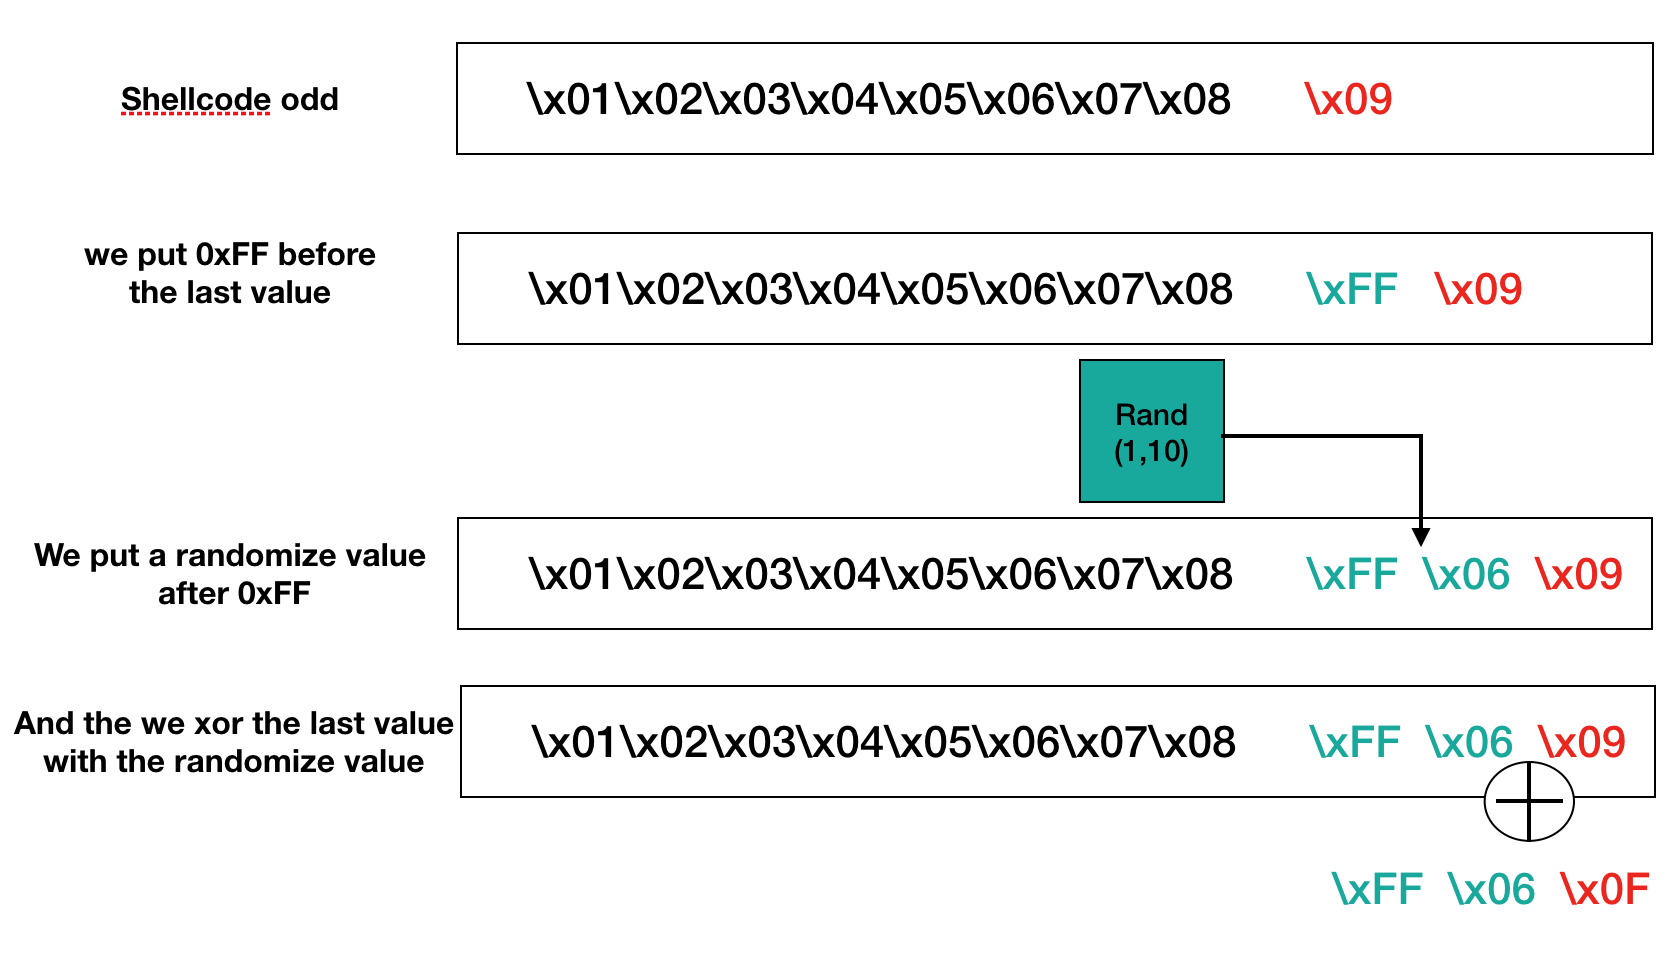 Shellcode odd
\x01\x02\x03\x04\x05\x06\x07\x08 \x09
we put 0xFF before
the last value
\x01\x02\x03\x04\x05\x06\x07\x08 \xFF \x09
Rand
(1,10)
We put a randomize value
after 0xFF
\x01\x02\x03\x04\x05\x06\x07\x08 \xFF \x06 \x09
And the we xor the last value
with the randomize value
\x01\x02\x03\x04\x05\x06\x07\x08 \xFF \x06 \x09
\xFF \x06 \x0F